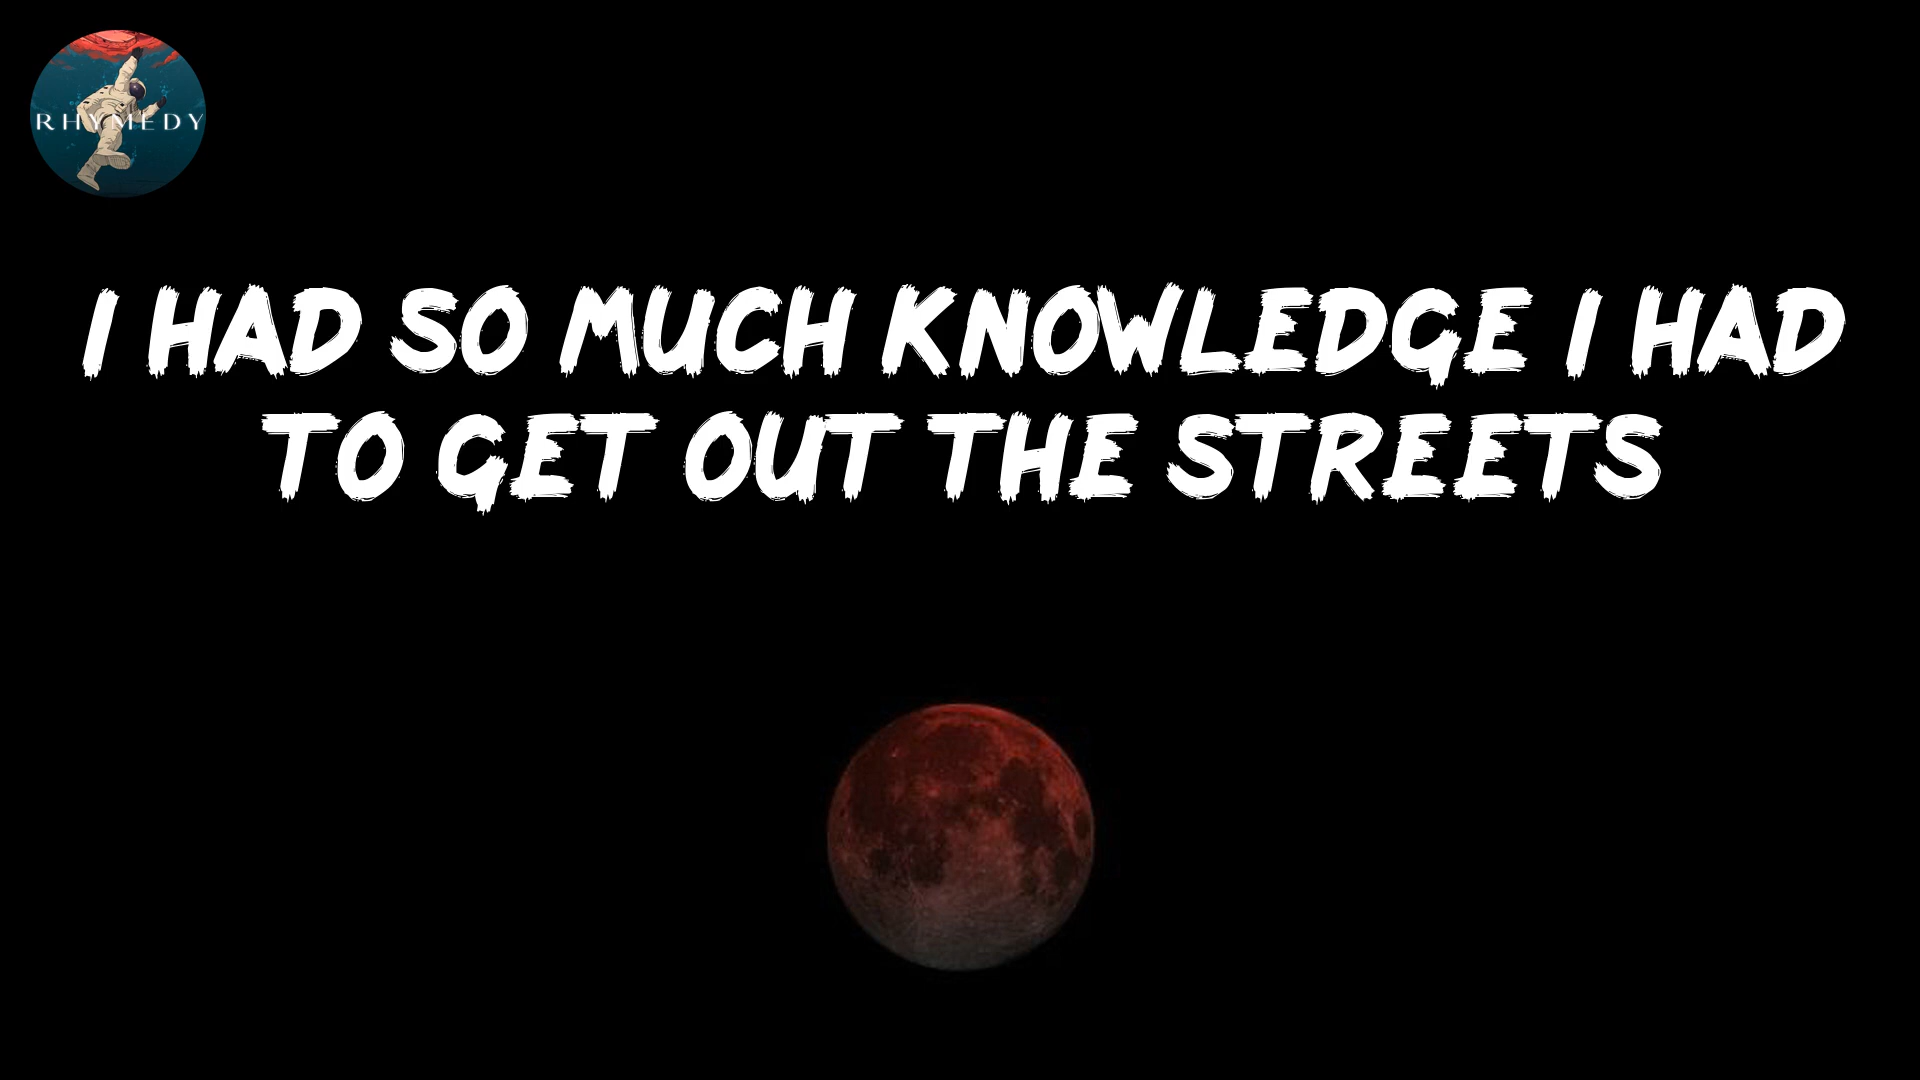 RHYMEDY
I HAD SO MUCH KNOWLEDGE I HAD
TO GET OUT THE STREETS